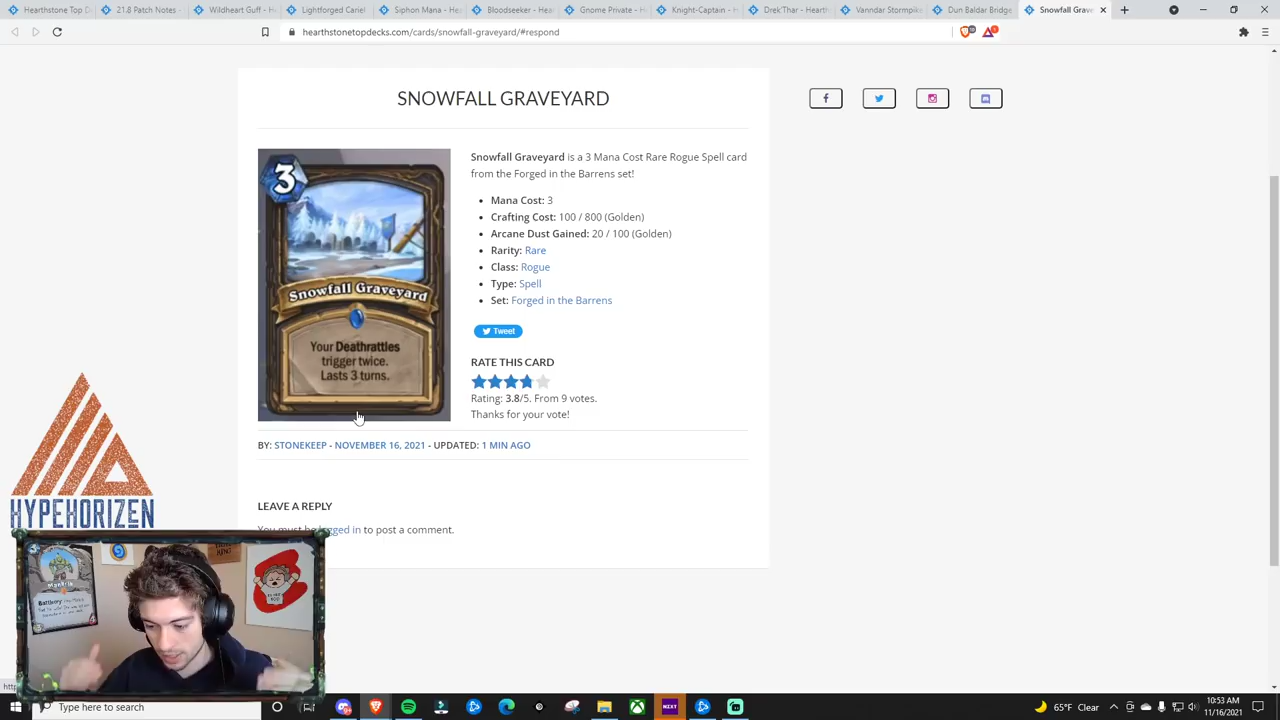 Hearthstone Top D
21.8 Patch Notes -
Wildheart Guff - H
Lightforged Cariel
Siphon Mana - Hea
Bloodseeker - Hea
Gnome Private - H
Knight-Captain - H
Drek'Thar - Hearth
Vanndar Stormpike
Dun Baldar Bridge
Snowfall Grave
hearthstonetopdecks.com/cards/snowfall-graveyard/#respond
SNOWFALL GRAVEYARD
3
Snowfall Graveyard
Your Deathrattles
trigger twice.
Lasts 3 turns.
Snowfall Graveyard is a 3 Mana Cost Rare Rogue Spell card
from the Forged in the Barrens set!
Mana Cost: 3
Crafting Cost: 100 / 800 (Golden)
Arcane Dust Gained: 20 / 100 (Golden)
Rarity: Rare
Class: Rogue
Type: Spell
Set: Forged in the Barrens
Tweet
RATE THIS CARD
Rating: 3.8/5. From 9 votes.
Thanks for your vote!
BY: STONEKEEP - NOVEMBER 16, 2021 - UPDATED: 1 MIN AGO
LEAVE A REPLY
You must be logged in to post a comment.
HYPEHORIZEN
Battlecry
Type here to search
65°F Clear
10:53 AM
11/16/2021